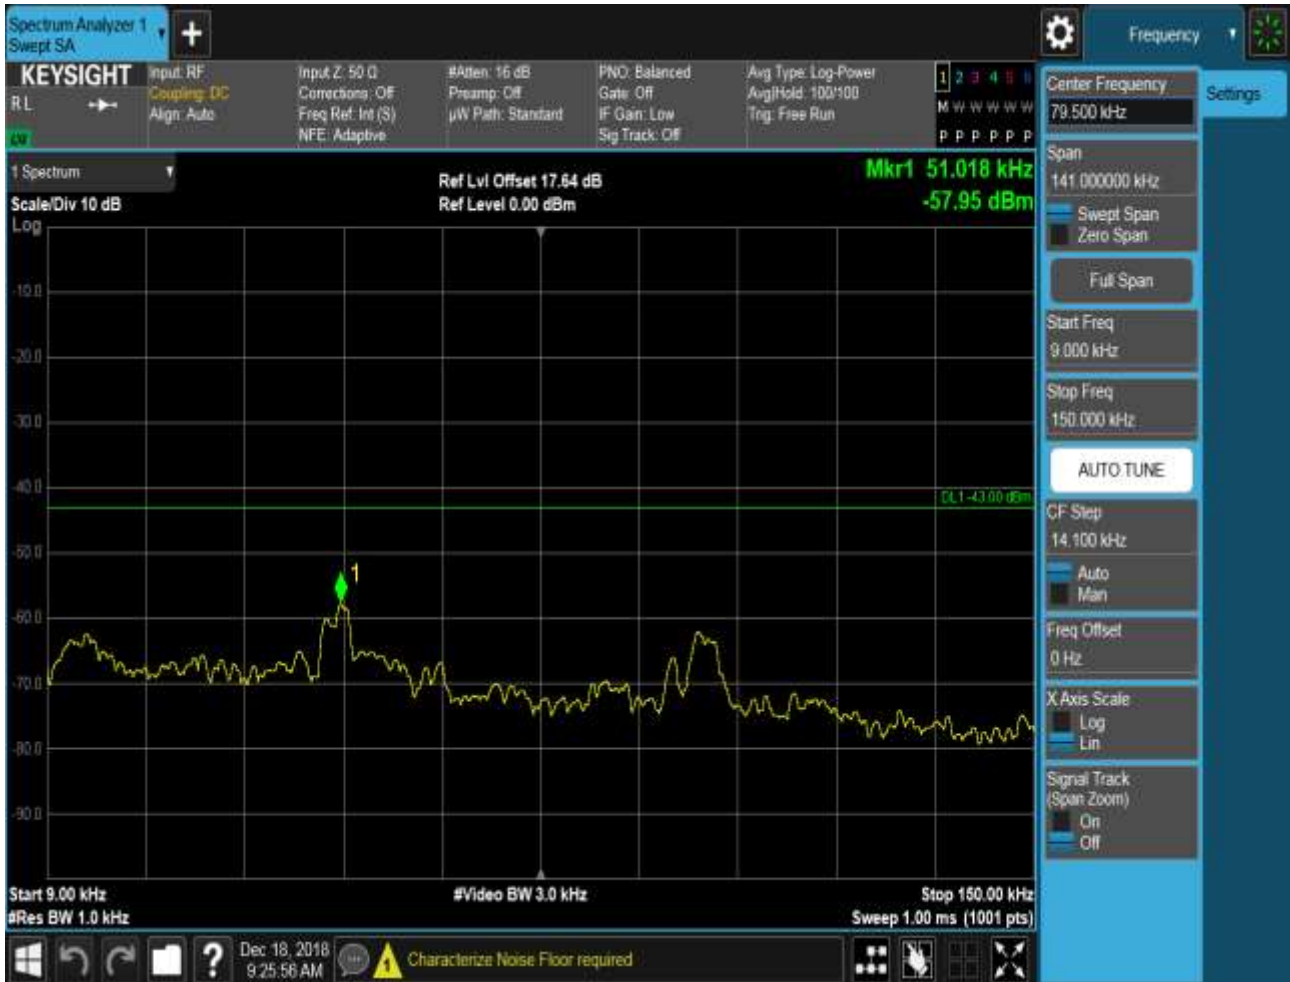 Spectrum Analyzer 1
Swept SA
+
Frequency
KEYSIGHT
RL
Input: RF
Coupling: DC
Align: Auto
Input Z: 50 Ω
Corrections: Off
Freq Ref: Int (S)
NFE: Adaptive
#Atten: 16 dB
Preamp: Off
µW Path: Standard
PNO: Balanced
Gate: Off
IF Gain: Low
Sig Track: Off
Avg Type: Log-Power
Avg|Hold: 100/100
Trig: Free Run
1 2 3 4 5 6
M W W W W W
P P P P P P
1 Spectrum
Scale/Div 10 dB
Log
Ref Lvl Offset 17.64 dB
Ref Level 0.00 dBm
Mkr1 51.018 kHz
-57.95 dBm
-10.0
-20.0
-30.0
-40.0
DL1 -43.00 dBm
-50.0
1
-60.0
-70.0
-80.0
-90.0
Start 9.00 kHz
#Video BW 3.0 kHz
Stop 150.00 kHz
#Res BW 1.0 kHz
Sweep 1.00 ms (1001 pts)
?
Dec 18, 2018
9:25:56 AM
Characterize Noise Floor required
Center Frequency
79.500 kHz
Settings
Span
141.000000 kHz
Swept Span
Zero Span
Full Span
Start Freq
9.000 kHz
Stop Freq
150.000 kHz
AUTO TUNE
CF Step
14.100 kHz
Auto
Man
Freq Offset
0 Hz
X Axis Scale
Log
Lin
Signal Track
(Span Zoom)
On
Off